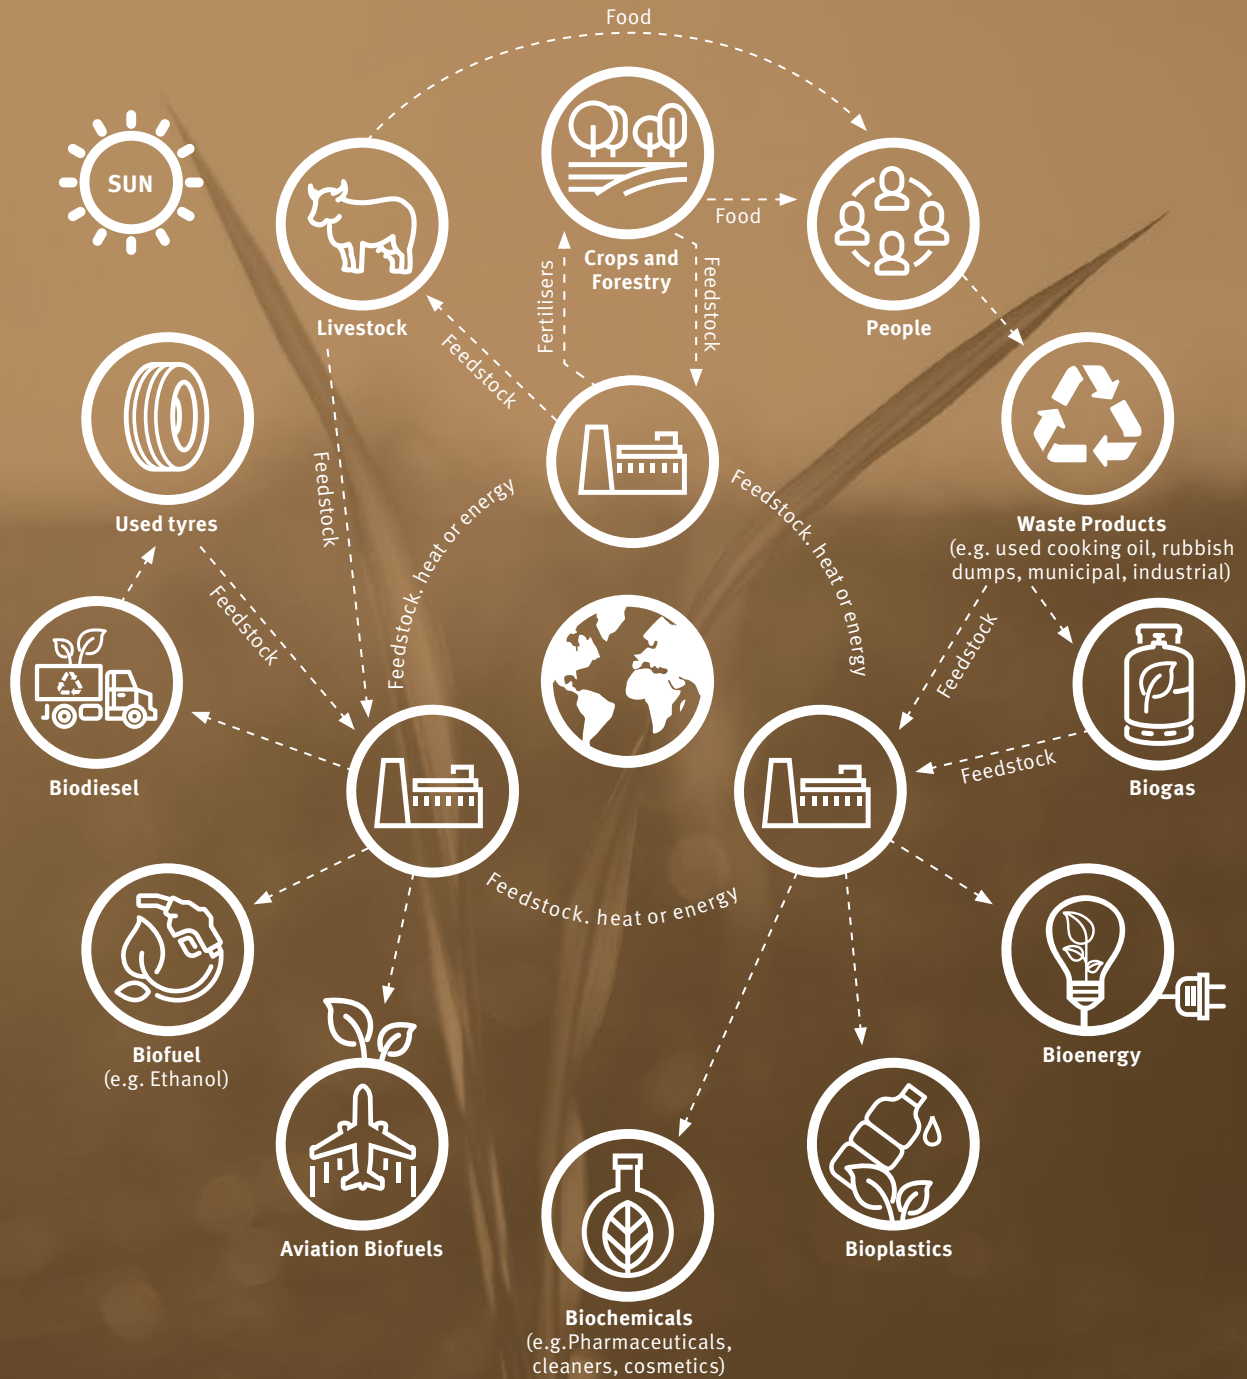 Food
SUN
Food
Crops and
Forestry
Fertilisers
Feedstock
Livestock
People
Feedstock
Feedstock
Feedstock. heat or energy
Feedstock. heat or energy
Used tyres
Waste Products
(e.g. used cooking oil, rubbish
dumps, municipal, industrial)
Feedstock
Feedstock
Feedstock
Biodiesel
Biogas
Feedstock. heat or energy
Biofuel
(e.g. Ethanol)
Bioenergy
Aviation Biofuels
Bioplastics
Biochemicals
(e.g.Pharmaceuticals,
cleaners, cosmetics)